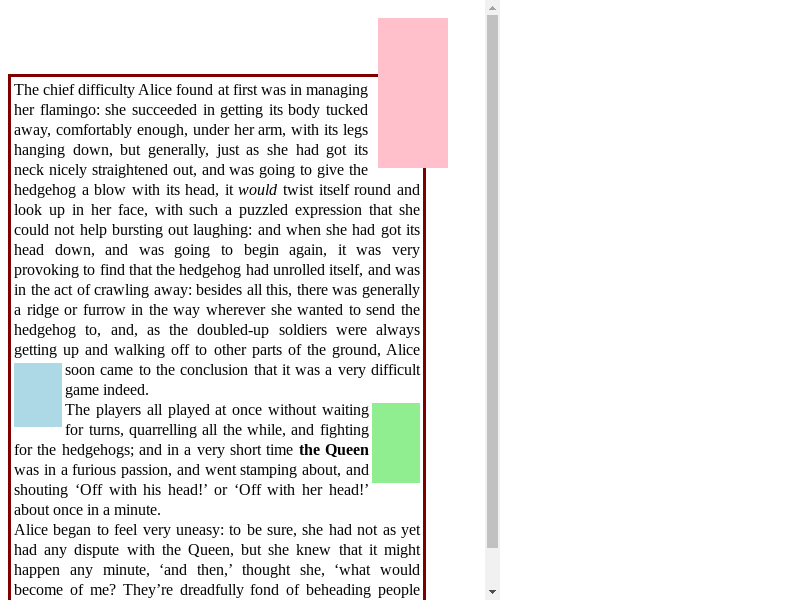 The chief difficulty Alice found at first was in managing
her flamingo: she succeeded in getting its body tucked
away, comfortably enough, under her arm, with its legs
hanging down, but generally, just as she had got its
neck nicely straightened out, and was going to give the
hedgehog a blow with its head, it would twist itself round and
look up in her face, with such a puzzled expression that she
could not help bursting out laughing: and when she had got its
head down, and was going to begin again, it was very
provoking to find that the hedgehog had unrolled itself, and was
in the act of crawling away: besides all this, there was generally
a ridge or furrow in the way wherever she wanted to send the
hedgehog to, and, as the doubled-up soldiers were always
getting up and walking off to other parts of the ground, Alice
soon came to the conclusion that it was a very difficult
game indeed.
The players all played at once without waiting
for turns, quarrelling all the while, and fighting
for the hedgehogs; and in a very short time the Queen
was in a furious passion, and went stamping about, and
shouting ‘Off with his head!’ or ‘Off with her head!’
about once in a minute.
Alice began to feel very uneasy: to be sure, she had not as yet
had any dispute with the Queen, but she knew that it might
happen any minute, ‘and then,’ thought she, ‘what would
become of me? They’re dreadfully fond of beheading people